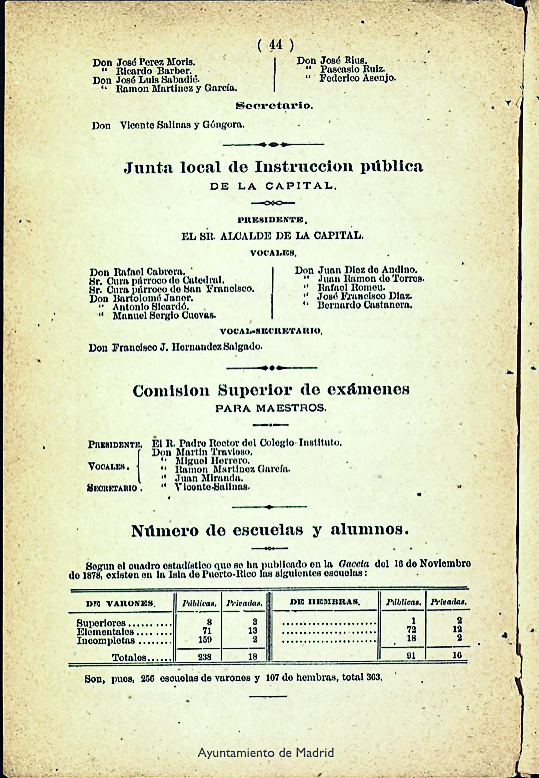 ( 44 )
Don José Perez Moris.
" Ricardo Barber.
Don José Luis Sabadié.
" Ramon Martinez y García.
Don José Rius.
" Pascasio Ruiz.
" Federico Asenjo.
Secretario.
Don Vicente Salinas y Góngora.
Junta local de Instruccion pública
DE LA CAPITAL.
PRESIDENTE.
EL SR. ALCALDE DE LA CAPITAL.
VOCALES.
Don Rafael Cabrera.
Sr. Cura párroco de Catedral.
Sr. Cura párroco de San Francisco.
Don Bartolomé Janer.
" Antonio Sicardó.
" Manuel Sergio Cuevas.
Don Juan Diez de Andino.
" Juan Ramon de Torres.
" Rafael Romeu.
" José Francisco Diaz.
" Bernardo Castanera.
VOCAL-SECRETARIO.
Don Francisco J. Hernandez Salgado.
Comision Superior de exámenes
PARA MAESTROS.
PRESIDENTE. El R. Padre Rector del Colegio-Instituto.
Don Martin Travieso.
" Miguel Herrero.
VOCALES. " Ramon Martinez García.
" Juan Miranda.
SECRETARIO. " Vicente Salinas.
Número de escuelas y alumnos.
Segun el cuadro estadístico que se ha publicado en la Gaceta del 16 de Noviembre
de 1878, existen en la Isla de Puerto-Rico las siguientes escuelas:
DE VARONES. Públicas. Privadas. DE HEMBRAS. Públicas. Privadas.
Superiores.......... 8 3 .................... 1 2
Elementales........ 71 13 .................... 72 12
Incompletas........ 159 2 .................... 18 2
Totales...... 238 18 91 16
Son, pues, 256 escuelas de varones y 107 de hembras, total 363.
Ayuntamiento de Madrid